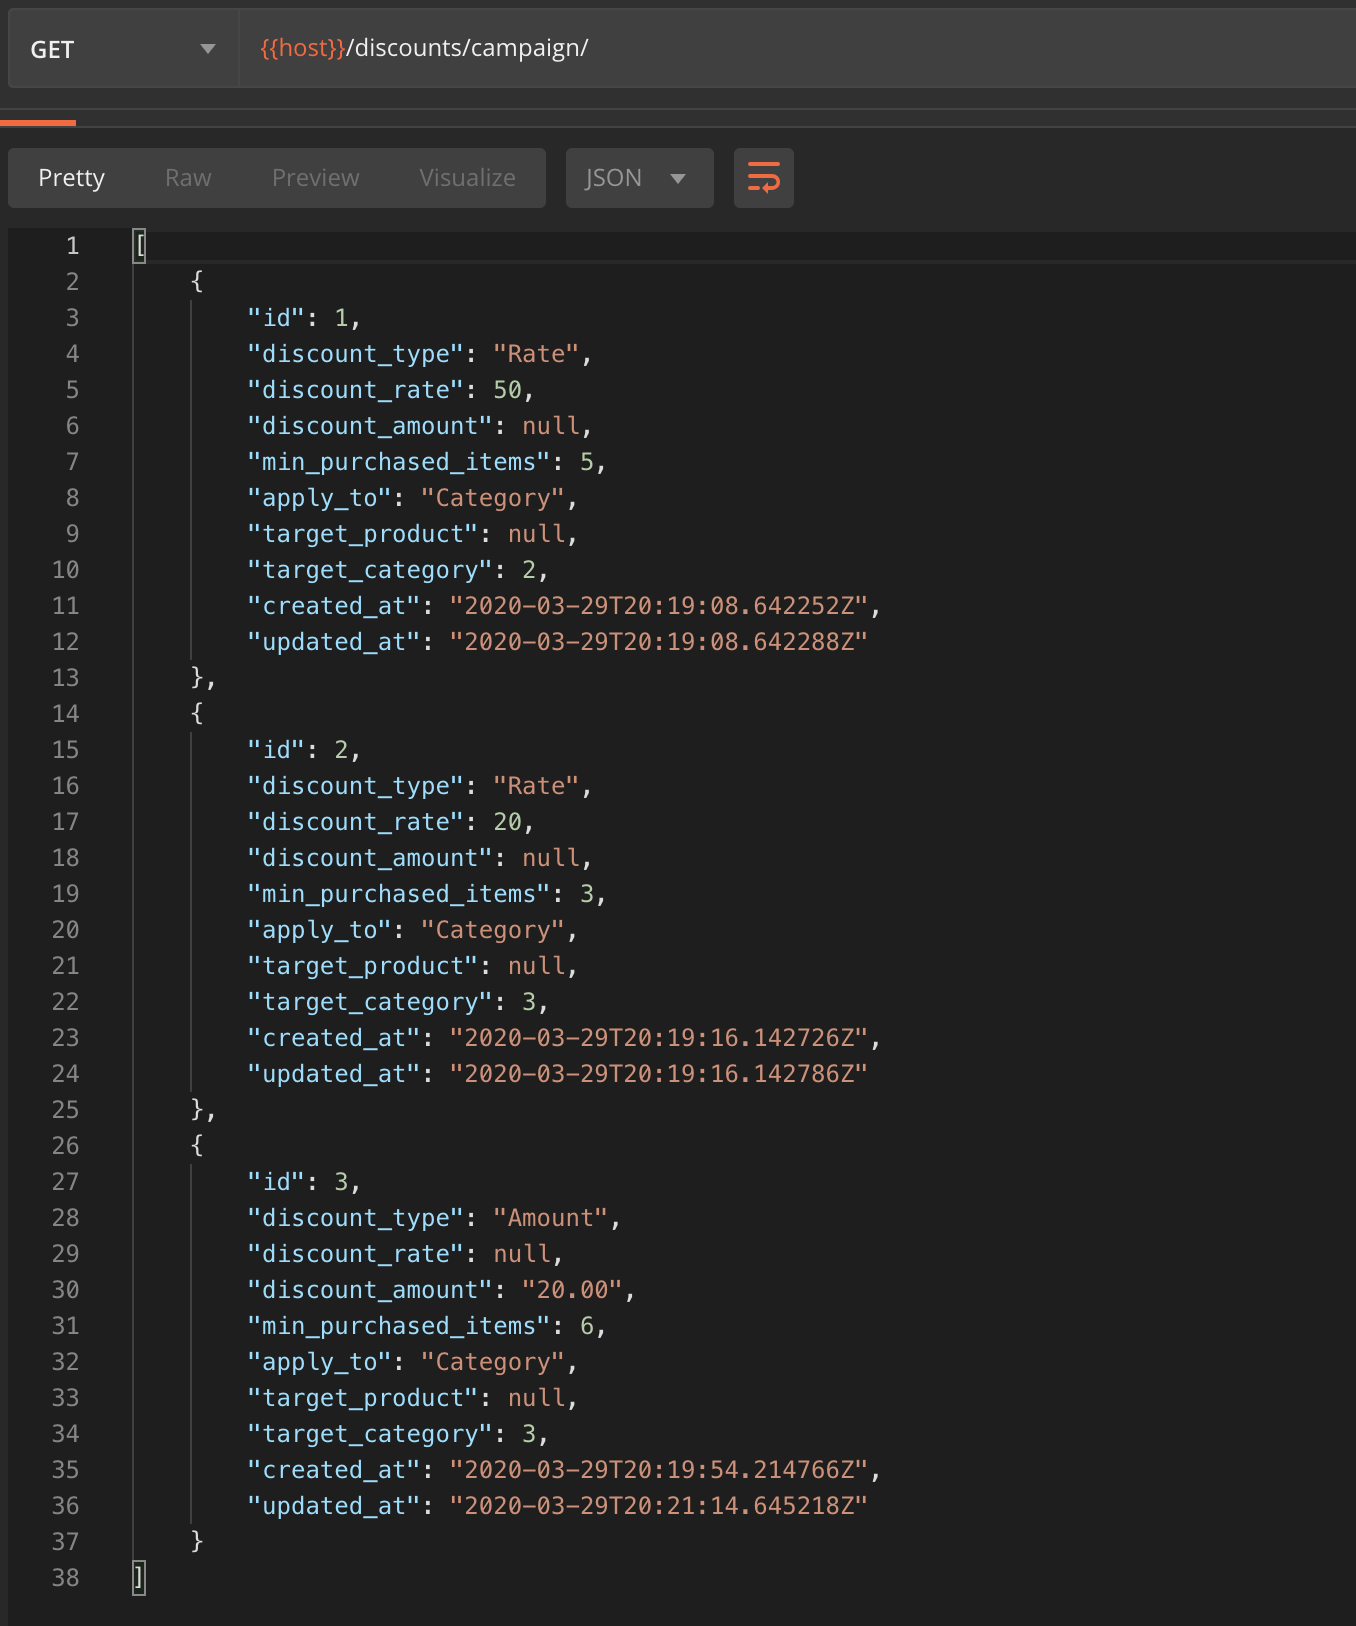 GET {{host}}/discounts/campaign/
Pretty Raw Preview Visualize JSON
1 [
2 {
3 "id": 1,
4 "discount_type": "Rate",
5 "discount_rate": 50,
6 "discount_amount": null,
7 "min_purchased_items": 5,
8 "apply_to": "Category",
9 "target_product": null,
10 "target_category": 2,
11 "created_at": "2020-03-29T20:19:08.642252Z",
12 "updated_at": "2020-03-29T20:19:08.642288Z"
13 },
14 {
15 "id": 2,
16 "discount_type": "Rate",
17 "discount_rate": 20,
18 "discount_amount": null,
19 "min_purchased_items": 3,
20 "apply_to": "Category",
21 "target_product": null,
22 "target_category": 3,
23 "created_at": "2020-03-29T20:19:16.142726Z",
24 "updated_at": "2020-03-29T20:19:16.142786Z"
25 },
26 {
27 "id": 3,
28 "discount_type": "Amount",
29 "discount_rate": null,
30 "discount_amount": "20.00",
31 "min_purchased_items": 6,
32 "apply_to": "Category",
33 "target_product": null,
34 "target_category": 3,
35 "created_at": "2020-03-29T20:19:54.214766Z",
36 "updated_at": "2020-03-29T20:21:14.645218Z"
37 }
38 ]